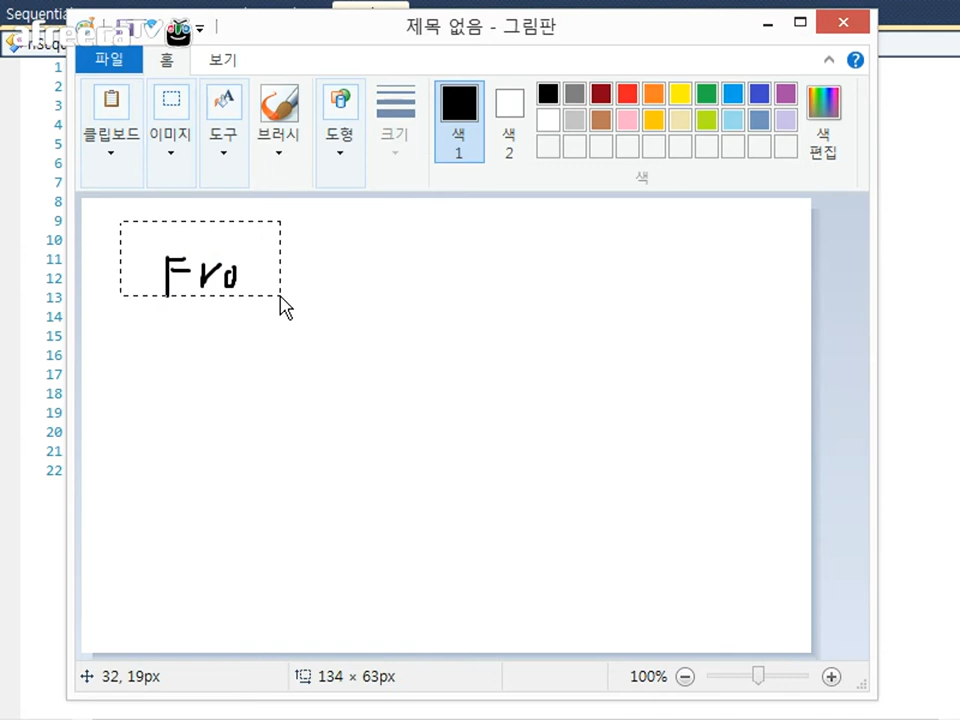 Sequential
afreecaTV
제목 없음 - 그림판
파일 홈 보기
클립보드 이미지 도구 브러시 도형 크기 색 1 색 2 색 편집
색
1
2
3
4
5
6
7
8
9
10
11
12
13
14
15
16
17
18
19
20
21
22
Fro
32, 19px 134 × 63px 100%